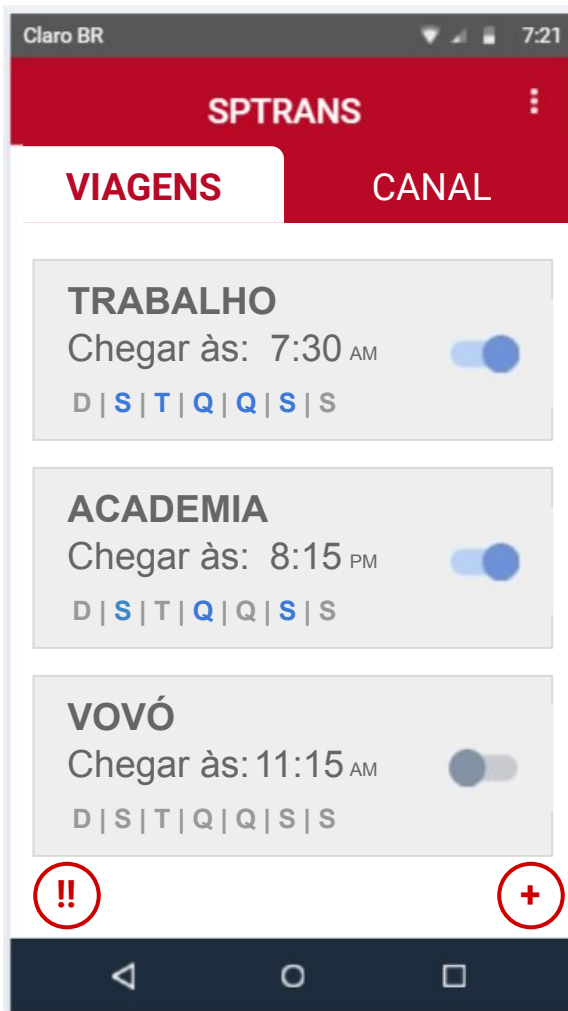 Claro BR 7:21
SPTRANS
VIAGENS CANAL
TRABALHO
Chegar às: 7:30 AM
D | S | T | Q | Q | S | S
ACADEMIA
Chegar às: 8:15 PM
D | S | T | Q | Q | S | S
VOVÓ
Chegar às: 11:15 AM
D | S | T | Q | Q | S | S
!! +